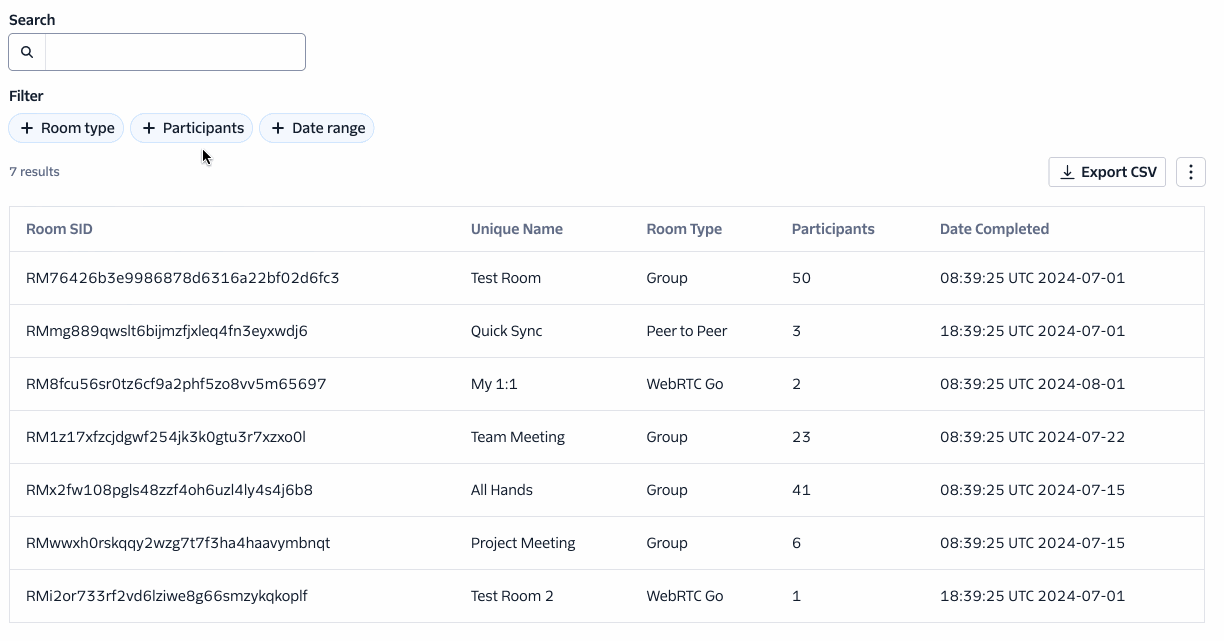 Search
Filter
Room type Participants Date range
7 results Export CSV
Room SID Unique Name Room Type Participants Date Completed
RM76426b3e9986878d6316a22bf02d6fc3 Test Room Group 50 08:39:25 UTC 2024-07-01
RMmg889qwslt6bijmzfjxleq4fn3eyxwdj6 Quick Sync Peer to Peer 3 18:39:25 UTC 2024-07-01
RM8fcu56sr0tz6cf9a2phf5zo8vv5m65697 My 1:1 WebRTC Go 2 08:39:25 UTC 2024-08-01
RM1z17xfzcjdgwf254jk3k0gtu3r7xzxo0l Team Meeting Group 23 08:39:25 UTC 2024-07-22
RMx2fw108pgls48zzf4oh6uzl4ly4s4j6b8 All Hands Group 41 08:39:25 UTC 2024-07-15
RMwwxh0rskqqy2wzg7t7f3ha4haavymbnqt Project Meeting Group 6 08:39:25 UTC 2024-07-15
RMi2or733rf2vd6lziwe8g66smzykqkoplf Test Room 2 WebRTC Go 1 18:39:25 UTC 2024-07-01